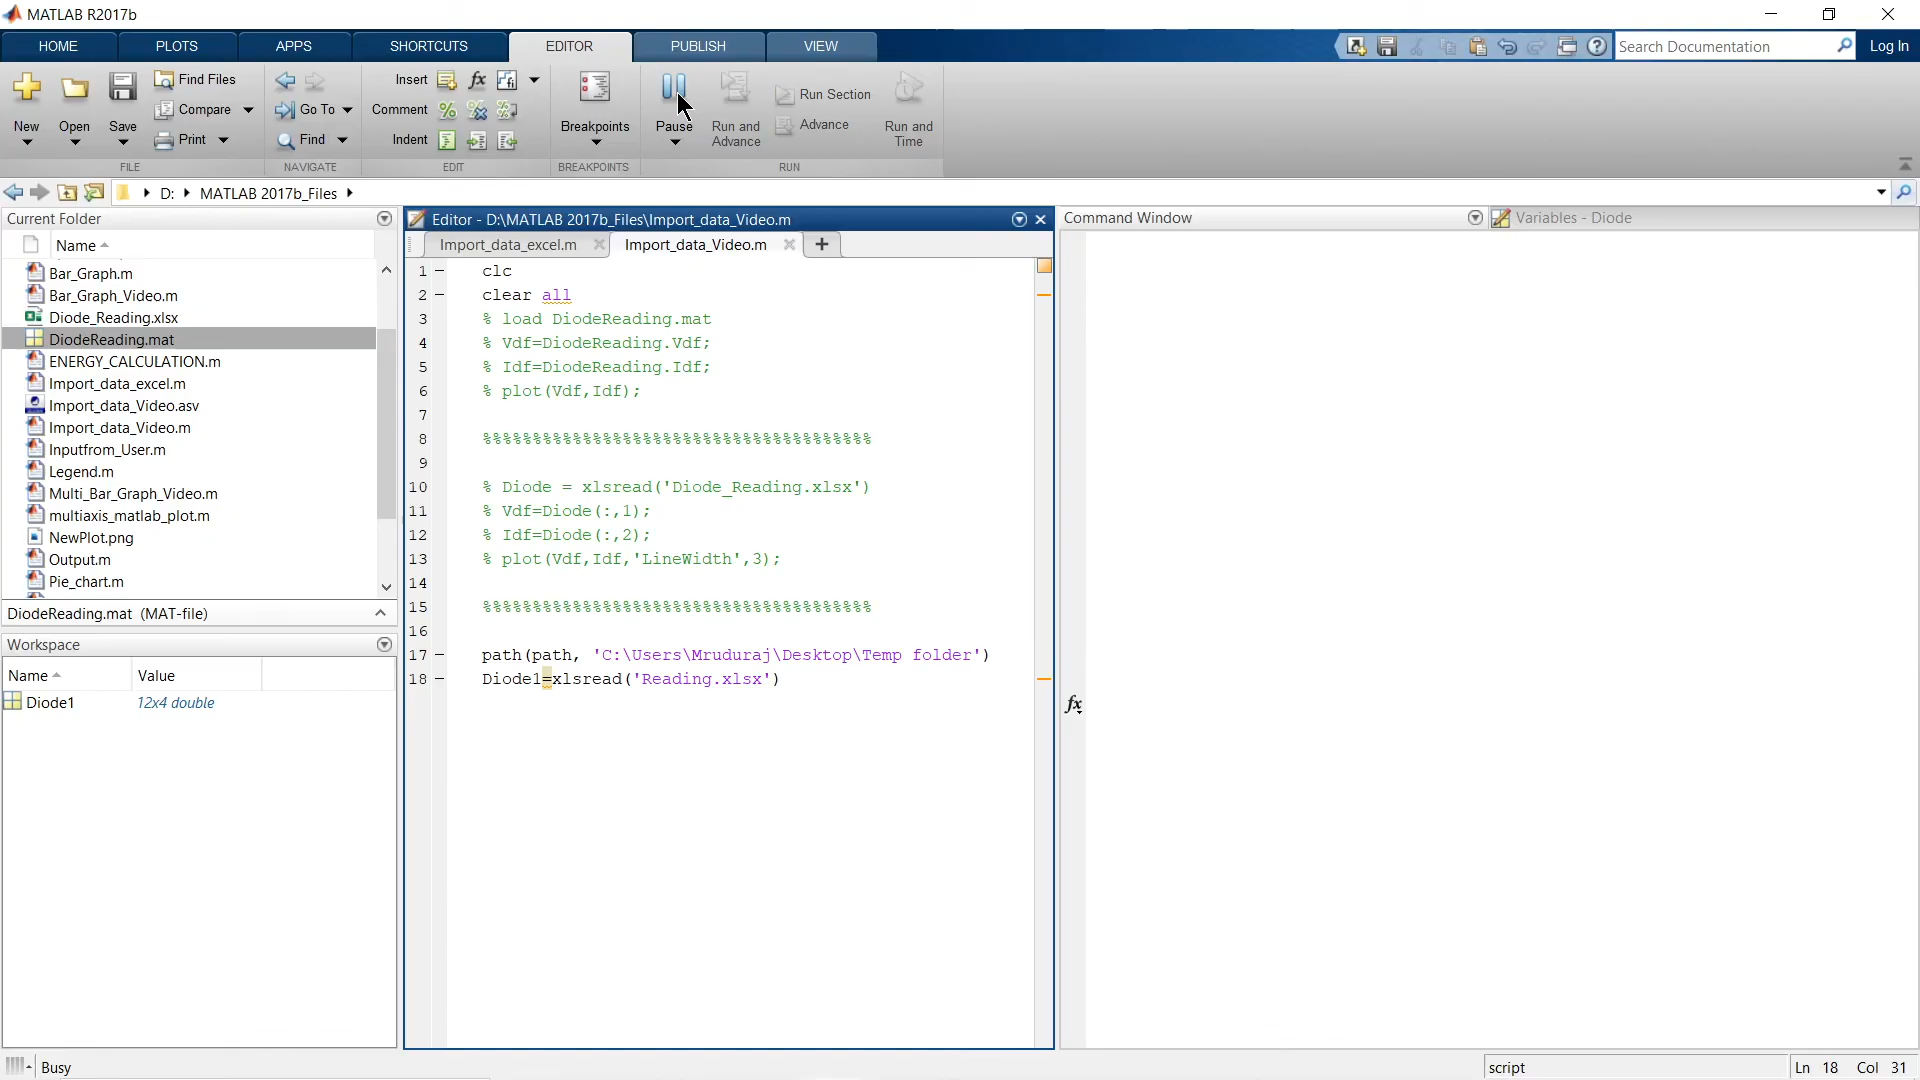 MATLAB R2017b
HOME PLOTS APPS SHORTCUTS EDITOR PUBLISH VIEW Search Documentation Log In
New Open Save Find Files Compare Print
FILE
Go To Find
NAVIGATE
Insert fx
Comment
Indent
EDIT
Breakpoints
BREAKPOINTS
Pause Run and Advance Run Section Advance Run and Time
RUN
D: MATLAB 2017b_Files
Current Folder
Name
Bar_Graph.m
Bar_Graph_Video.m
Diode_Reading.xlsx
DiodeReading.mat
ENERGY_CALCULATION.m
Import_data_excel.m
Import_data_Video.asv
Import_data_Video.m
Inputfrom_User.m
Legend.m
Multi_Bar_Graph_Video.m
multiaxis_matlab_plot.m
NewPlot.png
Output.m
Pie_chart.m
DiodeReading.mat (MAT-file)
Workspace
Name Value
Diode1 12x4 double
Editor - D:\MATLAB 2017b_Files\Import_data_Video.m
Import_data_excel.m Import_data_Video.m
1 clc
2 clear all
3 % load DiodeReading.mat
4 % Vdf=DiodeReading.Vdf;
5 % Idf=DiodeReading.Idf;
6 % plot(Vdf,Idf);
7
8 %%%%%%%%%%%%%%%%%%%%%%%%%%%%%%%%%%%%%%%
9
10 % Diode = xlsread('Diode_Reading.xlsx')
11 % Vdf=Diode(:,1);
12 % Idf=Diode(:,2);
13 % plot(Vdf,Idf,'LineWidth',3);
14
15 %%%%%%%%%%%%%%%%%%%%%%%%%%%%%%%%%%%%%%%
16
17 path(path, 'C:\Users\Mruduraj\Desktop\Temp folder')
18 Diode1=xlsread('Reading.xlsx')
Command Window
fx
Variables - Diode
Busy script Ln 18 Col 31